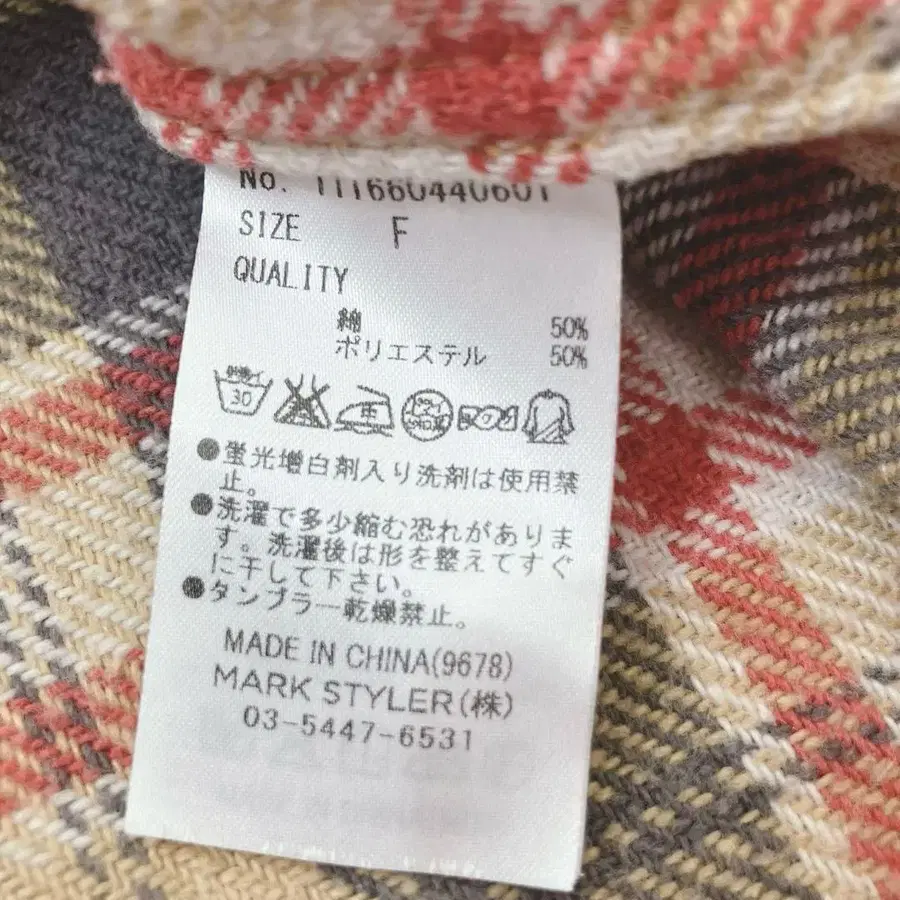 No. 111660440601
SIZE F
QUALITY
綿 50%
ポリエステル 50%
30 中
●蛍光増白剤入り洗剤は使用禁
止。
●洗濯で多少縮む恐れがありま
す。洗濯後は形を整えてすぐ
に干して下さい。
●タンブラー乾燥禁止。
MADE IN CHINA(9678)
MARK STYLER(株)
03-5447-6531